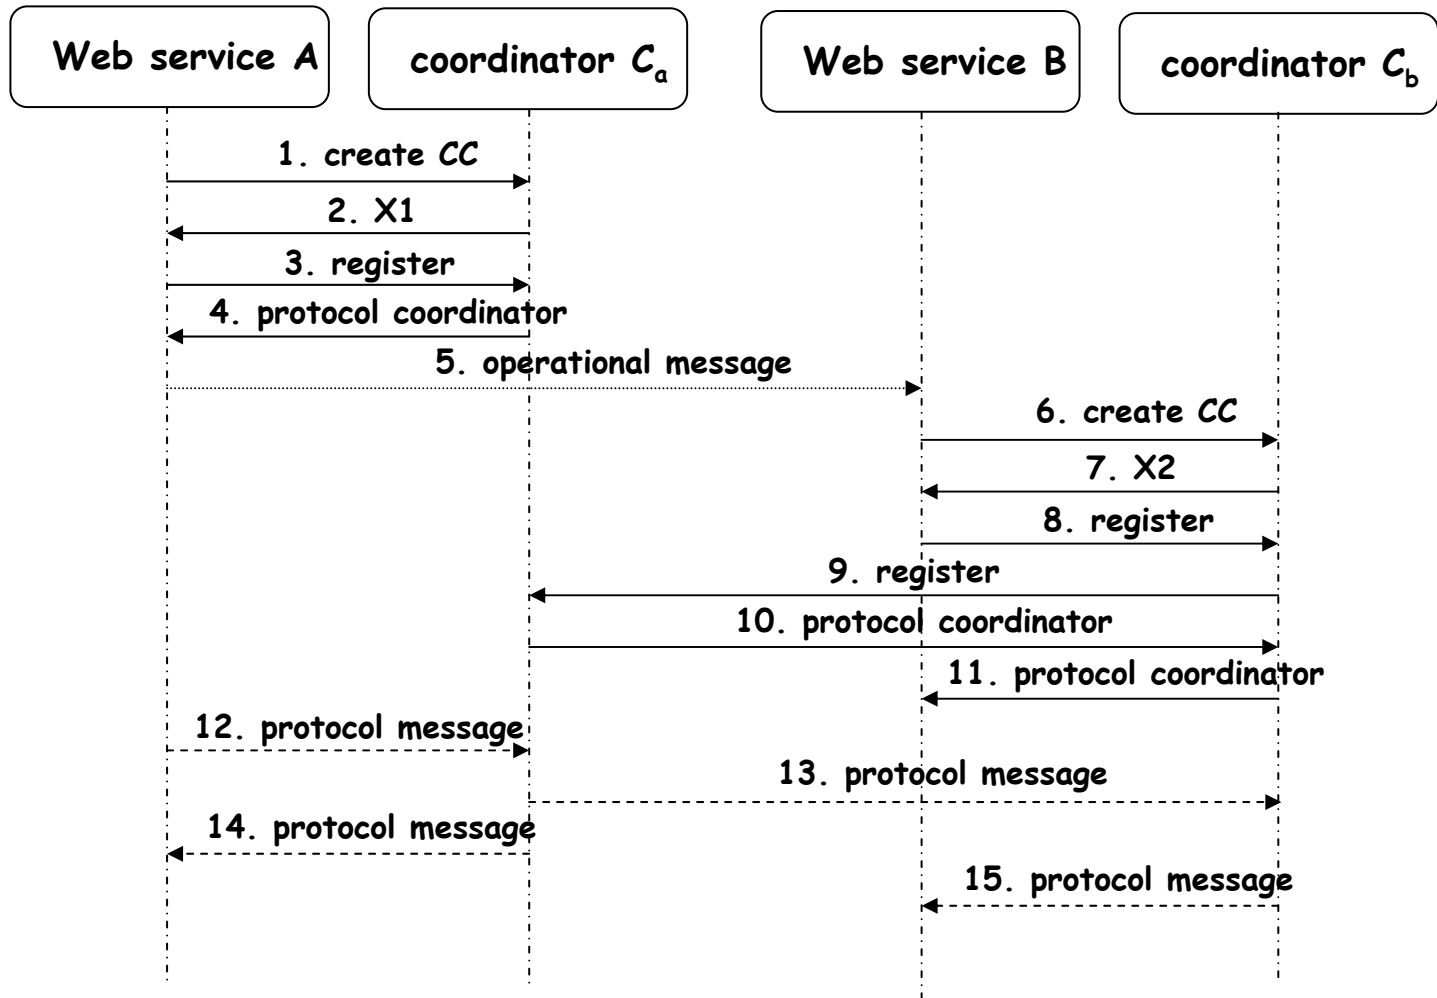 Web service A
coordinator Ca
Web service B
coordinator Cb
1. create CC
2. X1
3. register
4. protocol coordinator
5. operational message
6. create CC
7. X2
8. register
9. register
10. protocol coordinator
11. protocol coordinator
12. protocol message
13. protocol message
14. protocol message
15. protocol message